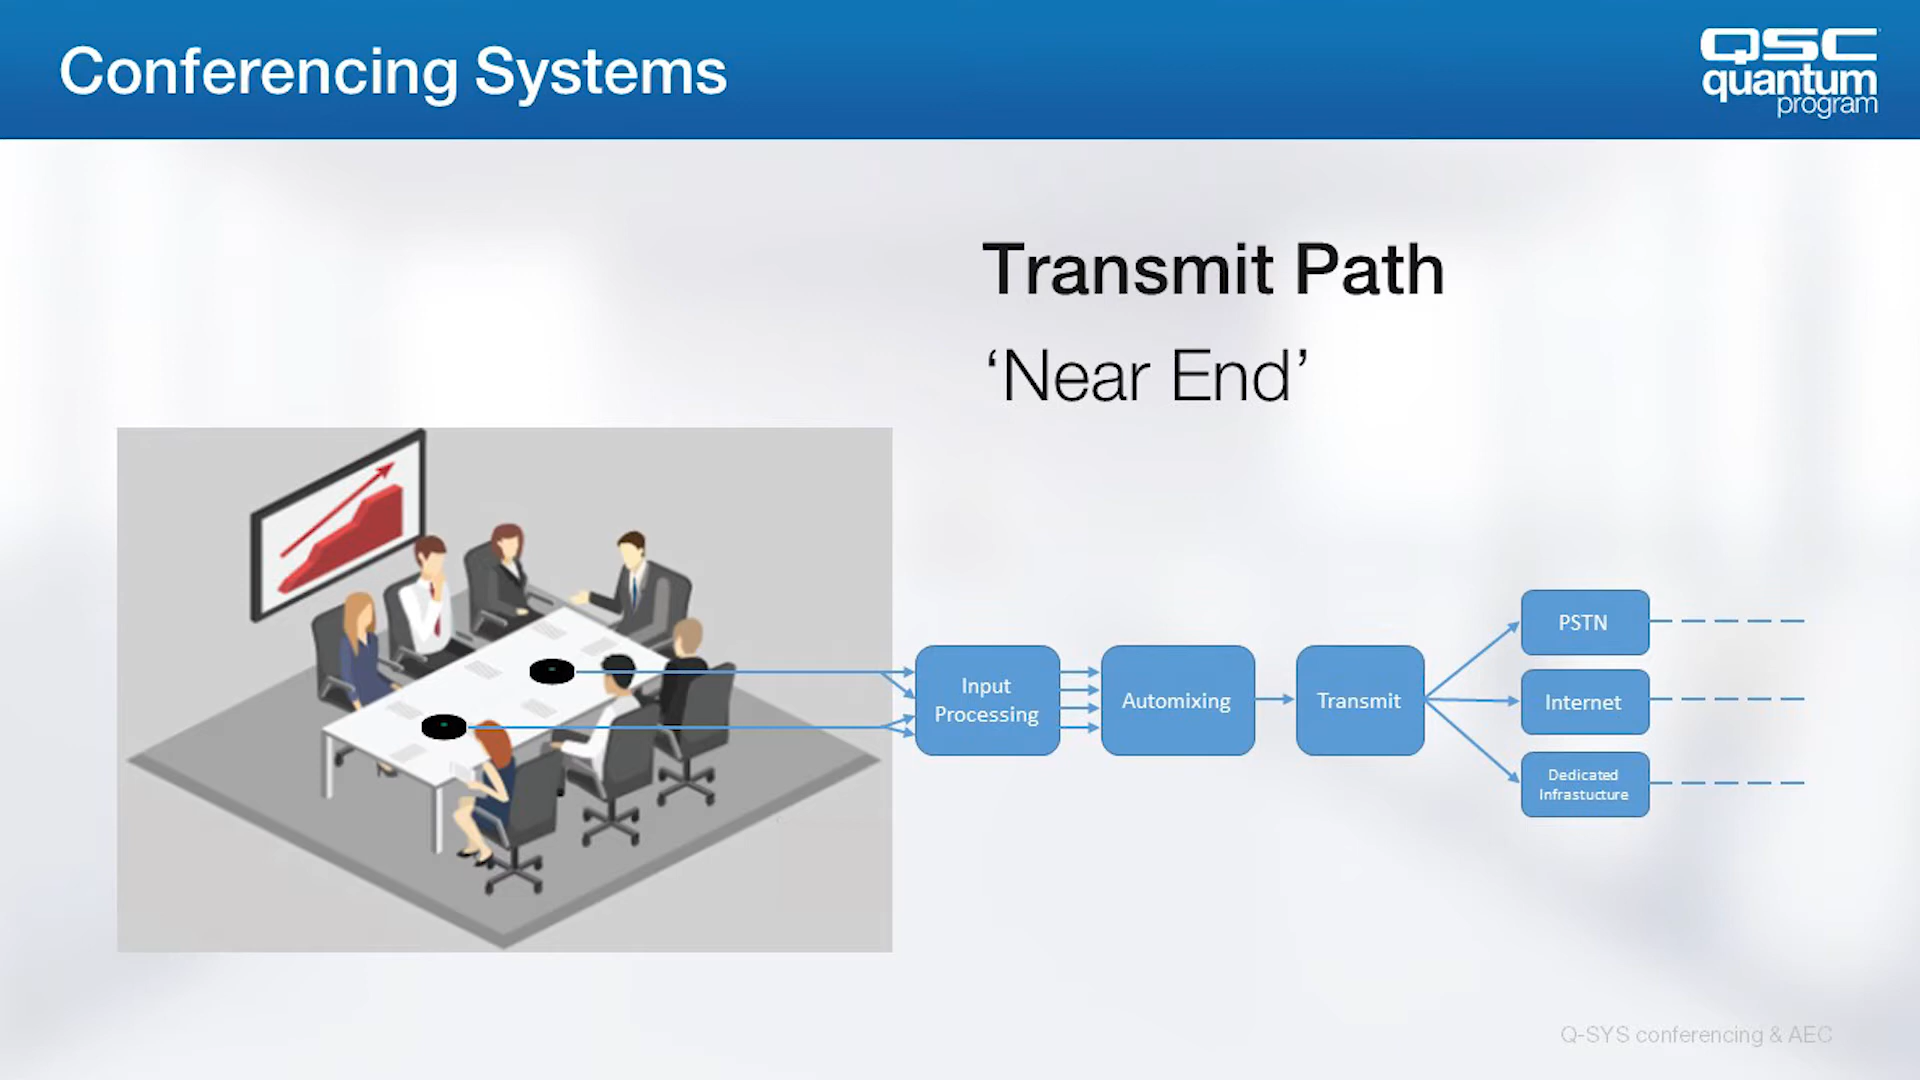 Conferencing Systems
QSC
quantum
program
Transmit Path
‘Near End’
Input
Processing
Automixing
Transmit
PSTN
Internet
Dedicated
Infrastucture
Q-SYS conferencing & AEC